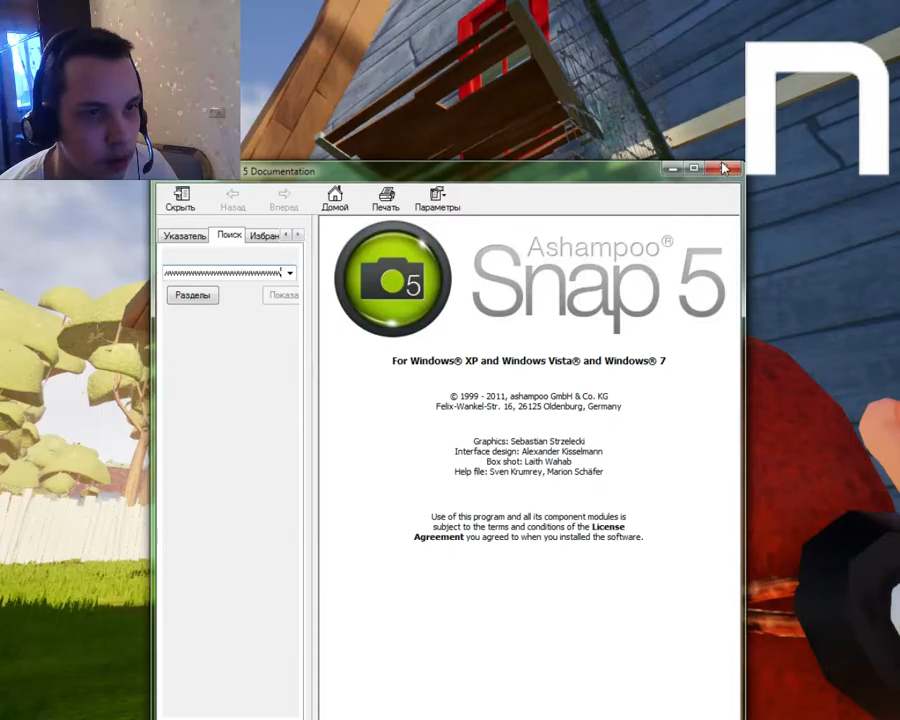 5 Documentation
Скрыть Назад Вперед Домой Печать Параметры
Указатель Поиск Избран
Разделы Показа
5
Ashampoo®
Snap 5
For Windows® XP and Windows Vista® and Windows® 7
© 1999 - 2011, ashampoo GmbH & Co. KG
Felix-Wankel-Str. 16, 26125 Oldenburg, Germany
Graphics: Sebastian Strzelecki
Interface design: Alexander Kisselmann
Box shot: Laith Wahab
Help file: Sven Krumrey, Marion Schäfer
Use of this program and all its component modules is
subject to the terms and conditions of the License
Agreement you agreed to when you installed the software.